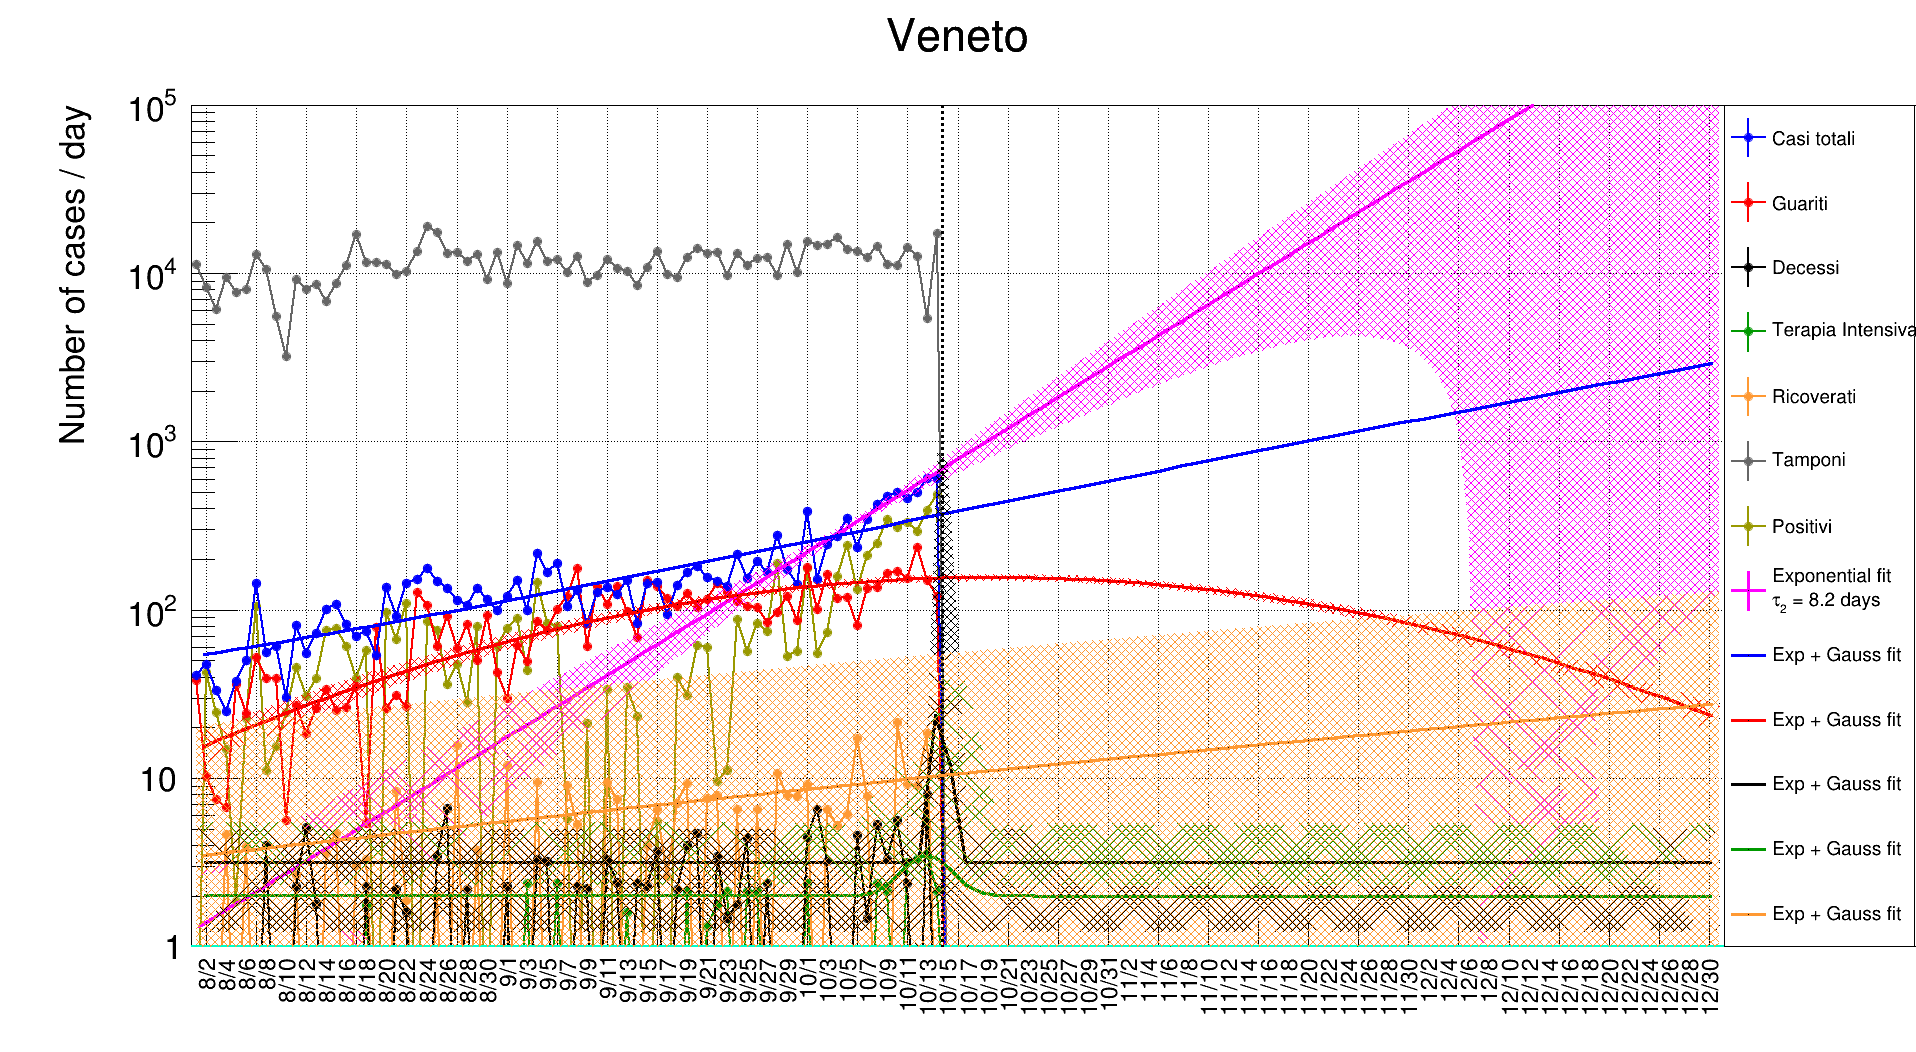 Veneto
Number of cases / day
10^5
10^4
10^3
10^2
10
1
8/2 8/4 8/6 8/8 8/10 8/12 8/14 8/16 8/18 8/20 8/22 8/24 8/26 8/28 8/30 9/1 9/3 9/5 9/7 9/9 9/11 9/13 9/15 9/17 9/19 9/21 9/23 9/25 9/27 9/29 10/1 10/3 10/5 10/7 10/9 10/11 10/13 10/15 10/17 10/19 10/21 10/23 10/25 10/27 10/29 10/31 11/2 11/4 11/6 11/8 11/10 11/12 11/14 11/16 11/18 11/20 11/22 11/24 11/26 11/28 11/30 12/2 12/4 12/6 12/8 12/10 12/12 12/14 12/16 12/18 12/20 12/22 12/24 12/26 12/28 12/30
Casi totali
Guariti
Decessi
Terapia Intensiva
Ricoverati
Tamponi
Positivi
Exponential fit
τ₂ = 8.2 days
Exp + Gauss fit
Exp + Gauss fit
Exp + Gauss fit
Exp + Gauss fit
Exp + Gauss fit